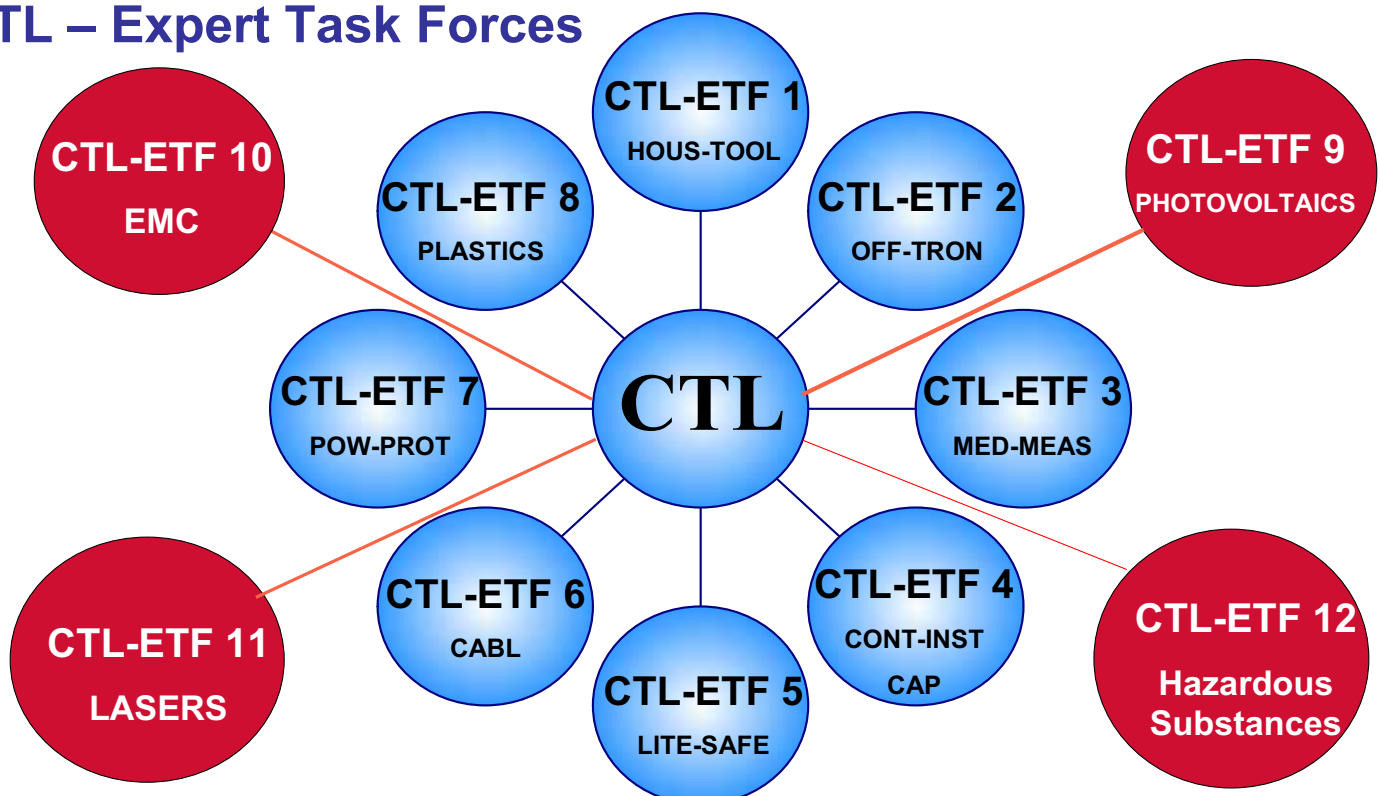 TL – Expert Task Forces
CTL-ETF 1
HOUS-TOOL
CTL-ETF 10
EMC
CTL-ETF 9
PHOTOVOLTAICS
CTL-ETF 8
PLASTICS
CTL-ETF 2
OFF-TRON
CTL-ETF 7
POW-PROT
CTL
CTL-ETF 3
MED-MEAS
CTL-ETF 6
CABL
CTL-ETF 4
CONT-INST
CAP
CTL-ETF 11
LASERS
CTL-ETF 5
LITE-SAFE
CTL-ETF 12
Hazardous
Substances